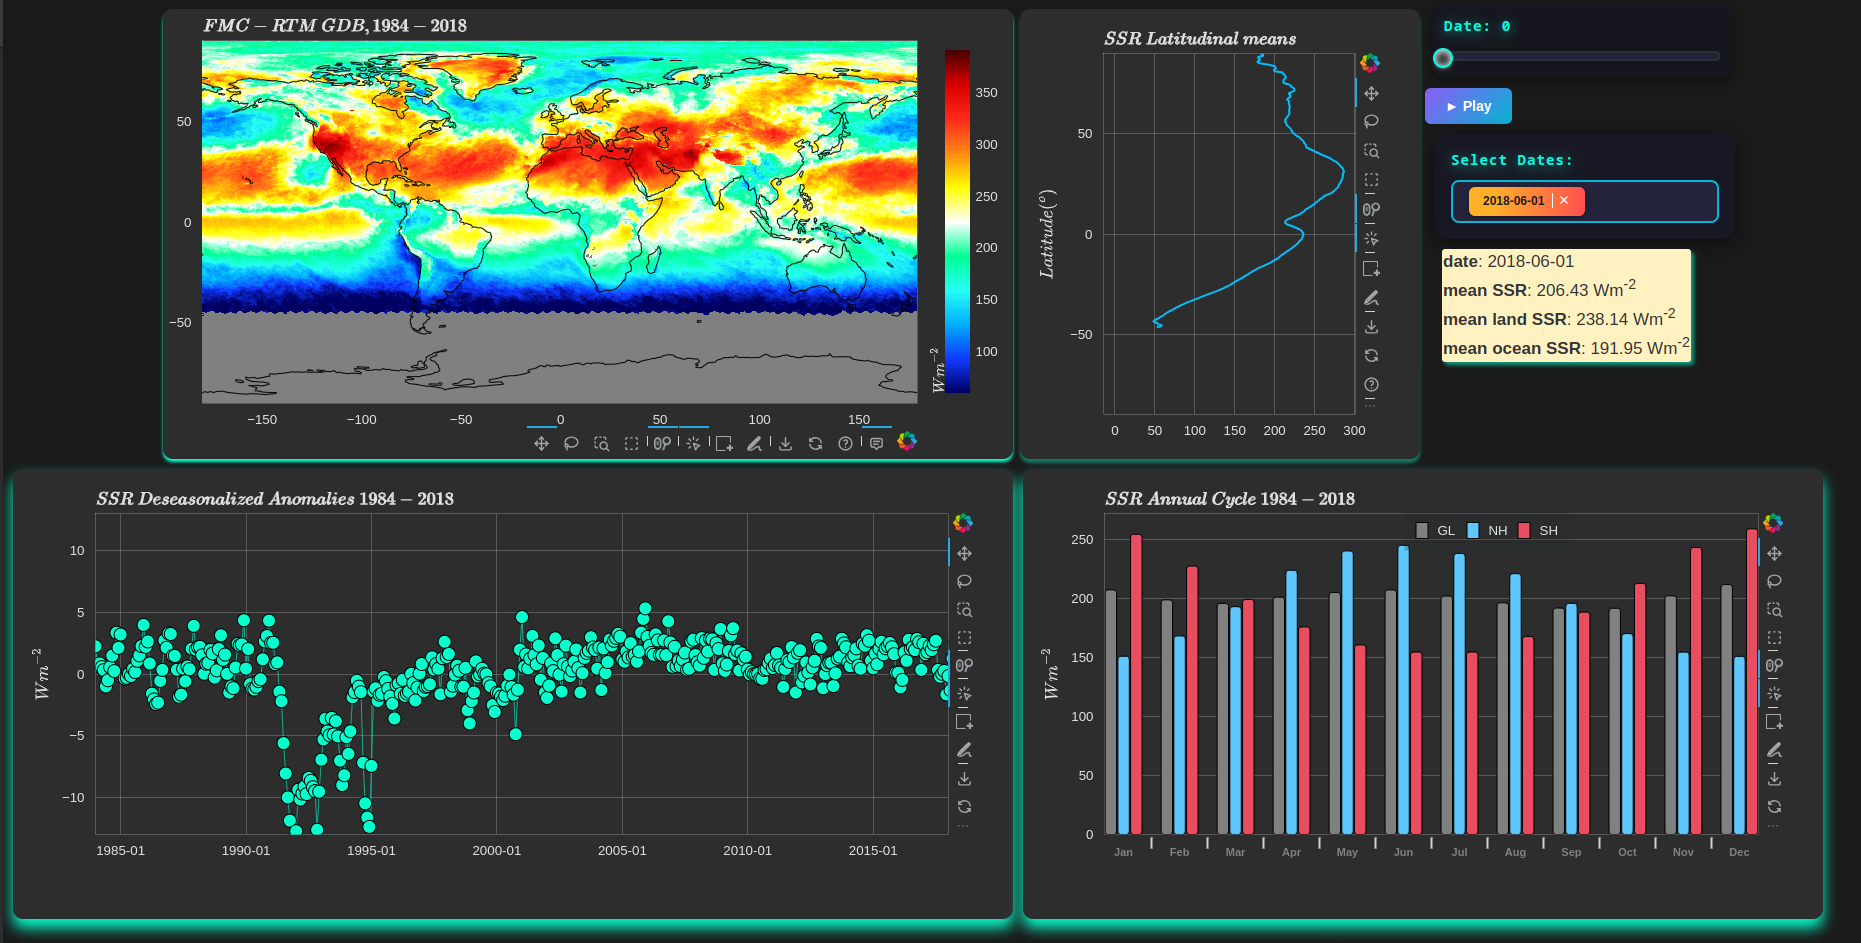 FMC − RTM GDB, 1984 − 2018
50
0
−50
−150
−100
−50
0
50
100
150
350
300
250
200
150
100
Wm−2
SSR Latitudinal means
Latitude(°)
50
0
−50
0
50
100
150
200
250
300
Date: 0
► Play
Select Dates:
2018-06-01 ✕
date: 2018-06-01
mean SSR: 206.43 Wm-2
mean land SSR: 238.14 Wm-2
mean ocean SSR: 191.95 Wm-2
SSR Deseasonalized Anomalies 1984 − 2018
Wm−2
10
5
0
−5
−10
1985-01
1990-01
1995-01
2000-01
2005-01
2010-01
2015-01
SSR Annual Cycle 1984 − 2018
GL NH SH
Wm−2
250
200
150
100
50
0
Jan
Feb
Mar
Apr
May
Jun
Jul
Aug
Sep
Oct
Nov
Dec